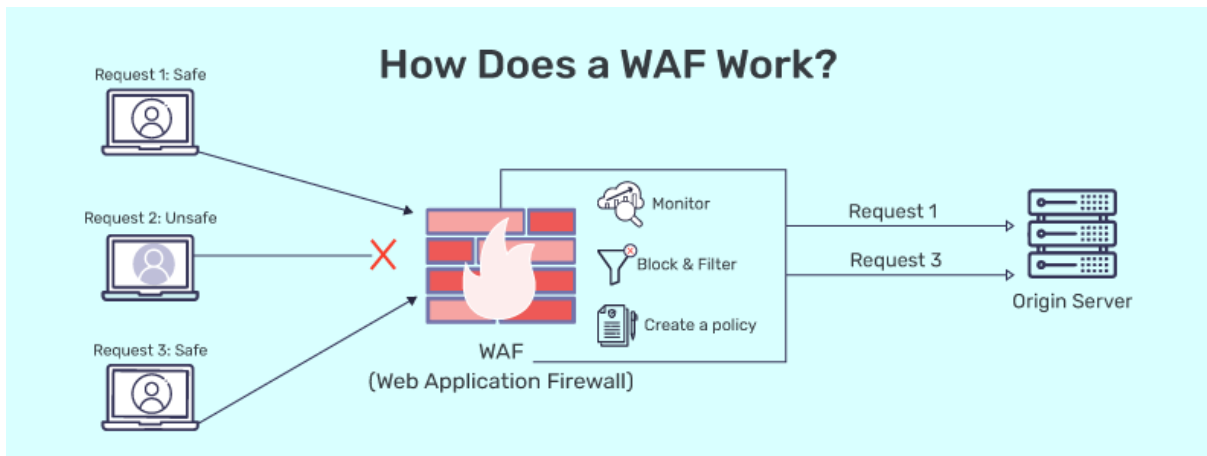 How Does a WAF Work?
Request 1: Safe
Request 2: Unsafe
Request 3: Safe
WAF
(Web Application Firewall)
Monitor
Block & Filter
Create a policy
Request 1
Request 3
Origin Server